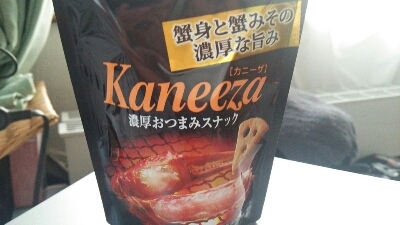 蟹身と蟹みその
濃厚な旨み
Kaneeza
[カニーザ]
濃厚おつまみスナック